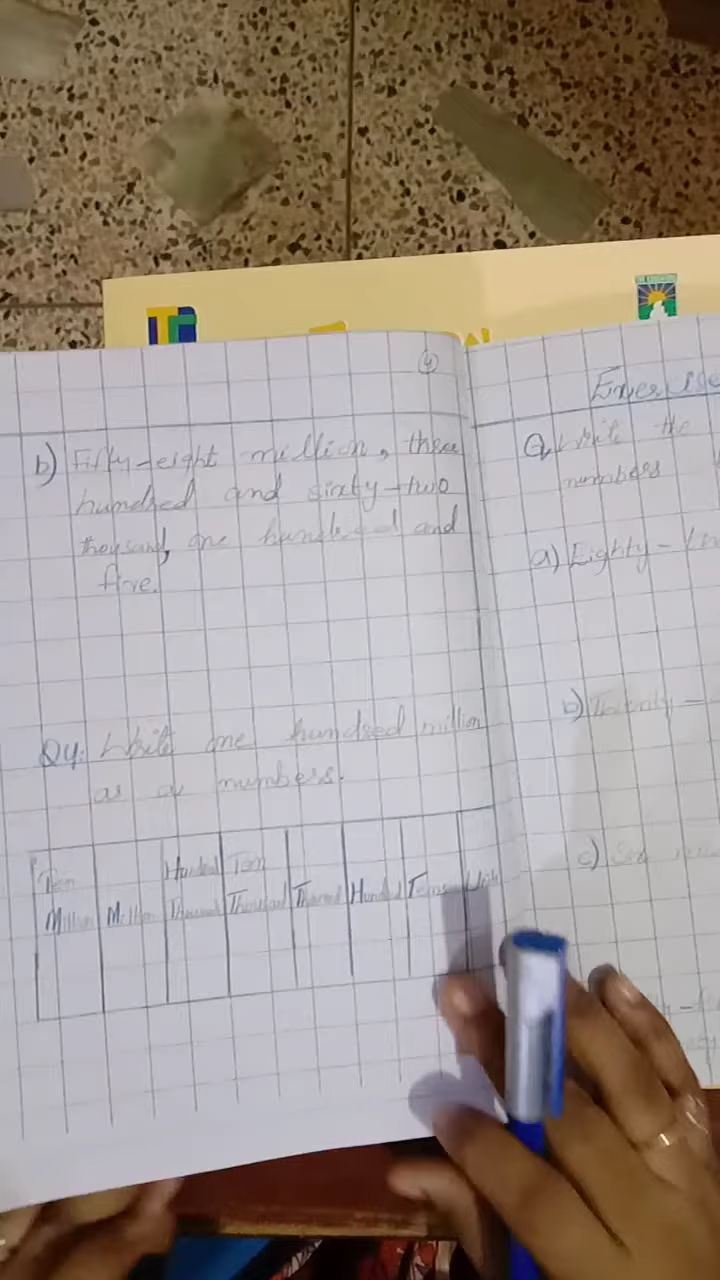 4
b) Fifty-eight million, three
hundred and sixty-two
thousand, one hundred and
five.
Q4: Write one hundred million
as a numbers.
Ten Million
Million
Hundred Thousand
Ten Thousand
Thousand
Hundred
Tens
Units
Exercise
Q Write the
numbers
a) Eighty-
b) Twenty-
c)